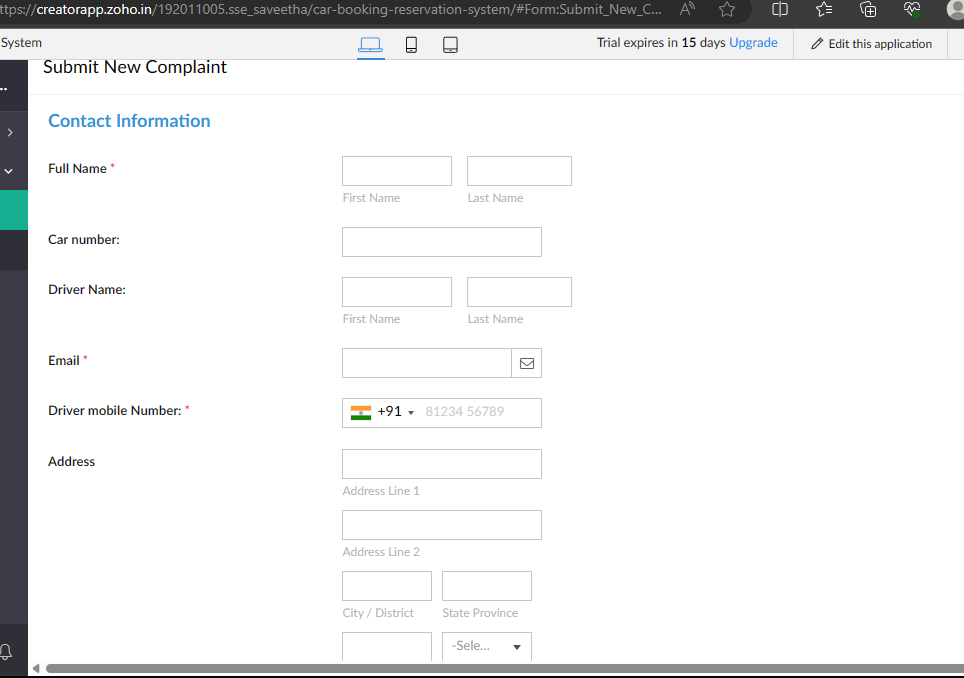 ttps://creatorapp.zoho.in/192011005.sse_saveetha/car-booking-reservation-system/#Form:Submit_New_C...
System
Trial expires in 15 days Upgrade
Edit this application
Submit New Complaint
Contact Information
Full Name *
First Name
Last Name
Car number:
Driver Name:
First Name
Last Name
Email *
Driver mobile Number: *
+91
81234 56789
Address
Address Line 1
Address Line 2
City / District
State Province
-Sele...